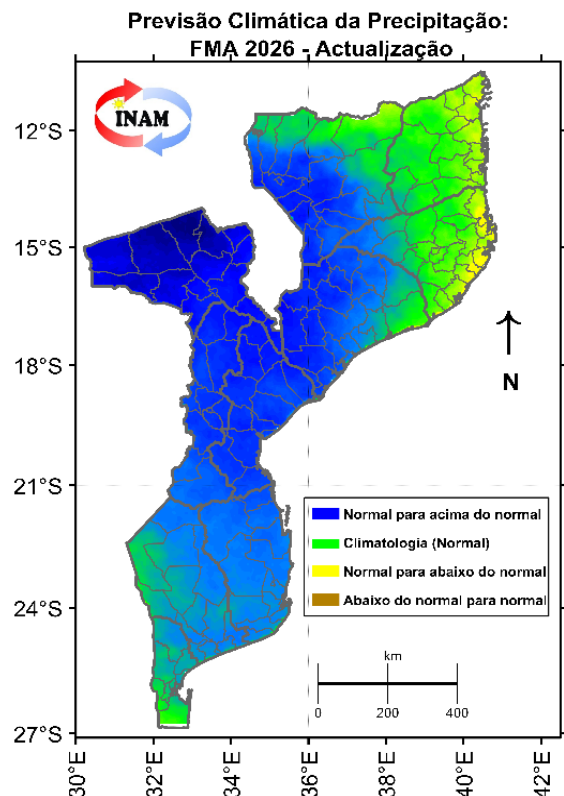 Previsão Climática da Precipitação:
FMA 2026 - Actualização
INAM
12°S
15°S
18°S
N
21°S
Normal para acima do normal
Climatologia (Normal)
Normal para abaixo do normal
Abaixo do normal para normal
24°S
km
0 200 400
27°S
30°E 32°E 34°E 36°E 38°E 40°E 42°E